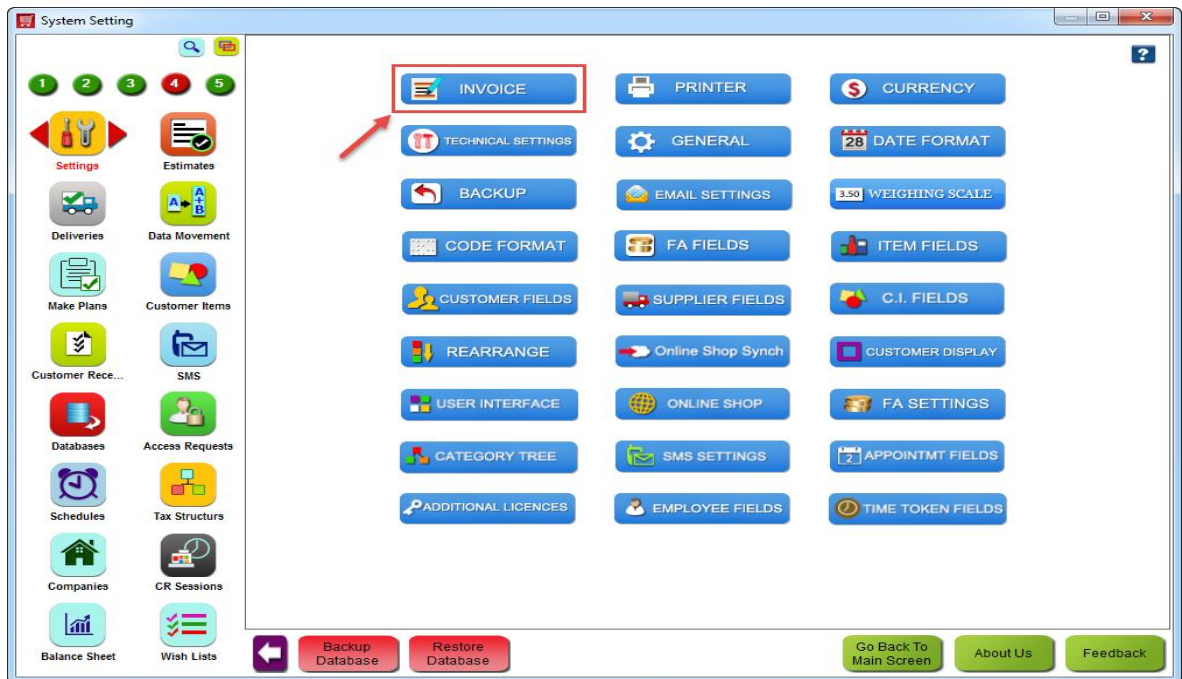 System Setting
1 2 3 4 5
Settings
Estimates
Deliveries
Data Movement
Make Plans
Customer Items
Customer Rece...
SMS
Databases
Access Requests
Schedules
Tax Structurs
Companies
CR Sessions
Balance Sheet
Wish Lists
?
INVOICE
PRINTER
CURRENCY
TECHNICAL SETTINGS
GENERAL
28 DATE FORMAT
BACKUP
EMAIL SETTINGS
3.50 WEIGHING SCALE
CODE FORMAT
FA FIELDS
ITEM FIELDS
CUSTOMER FIELDS
SUPPLIER FIELDS
C.I. FIELDS
REARRANGE
Online Shop Synch
CUSTOMER DISPLAY
USER INTERFACE
ONLINE SHOP
FA SETTINGS
CATEGORY TREE
SMS SETTINGS
2 APPOINTMT FIELDS
ADDITIONAL LICENCES
EMPLOYEE FIELDS
TIME TOKEN FIELDS
Backup
Database
Restore
Database
Go Back To
Main Screen
About Us
Feedback